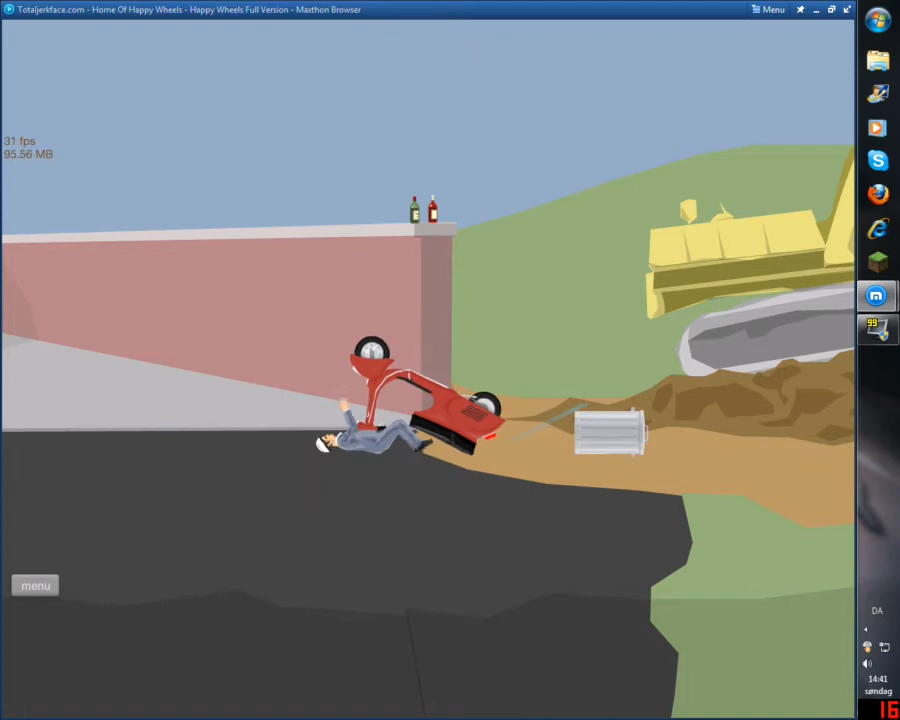 Totaljerkface.com - Home Of Happy Wheels - Happy Wheels Full Version - Maxthon Browser
Menu
31 fps
95.56 MB
99
menu
DA
14:41
søndag
16